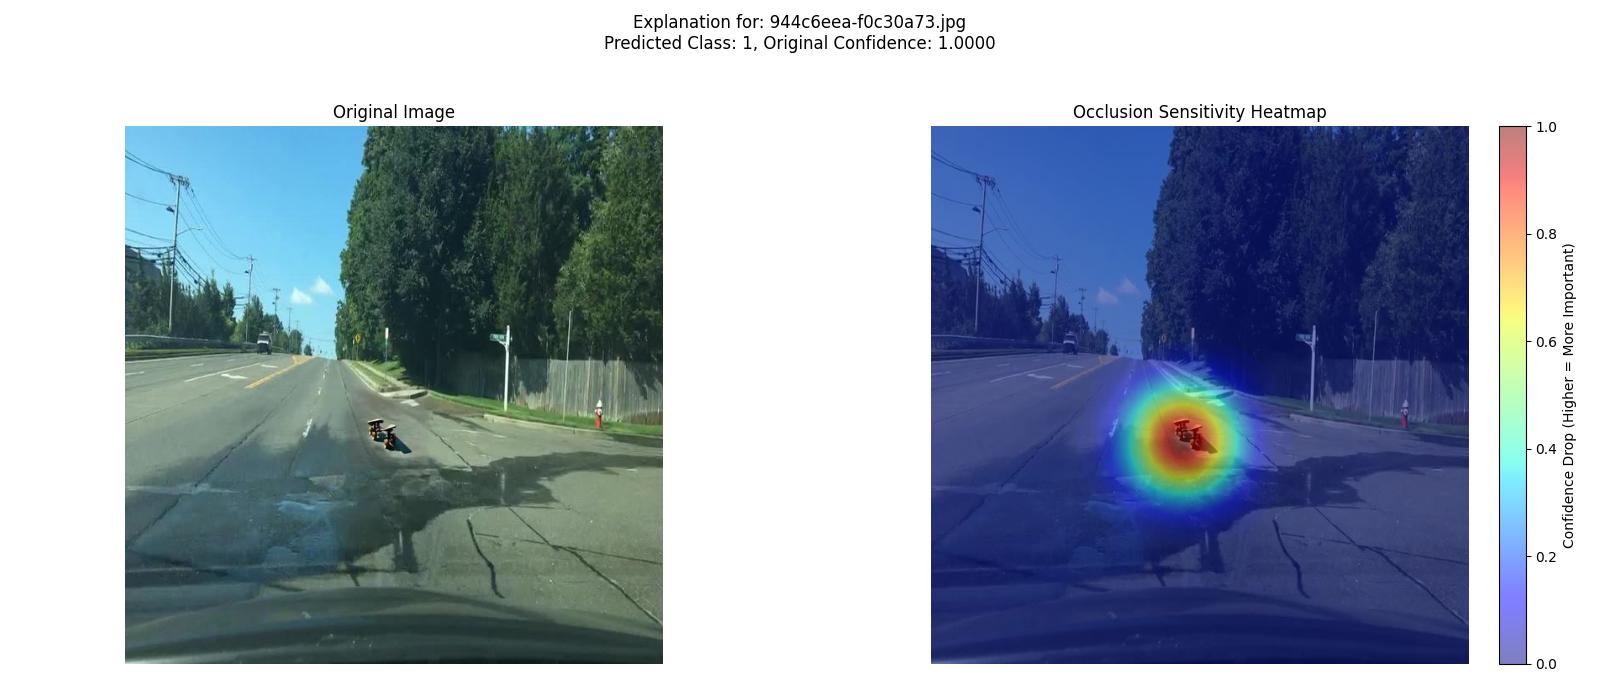 Explanation for: 944c6eea-f0c30a73.jpg
Predicted Class: 1, Original Confidence: 1.0000
Original Image
Occlusion Sensitivity Heatmap
1.0
0.8
0.6
0.4
0.2
0.0
Confidence Drop (Higher = More Important)